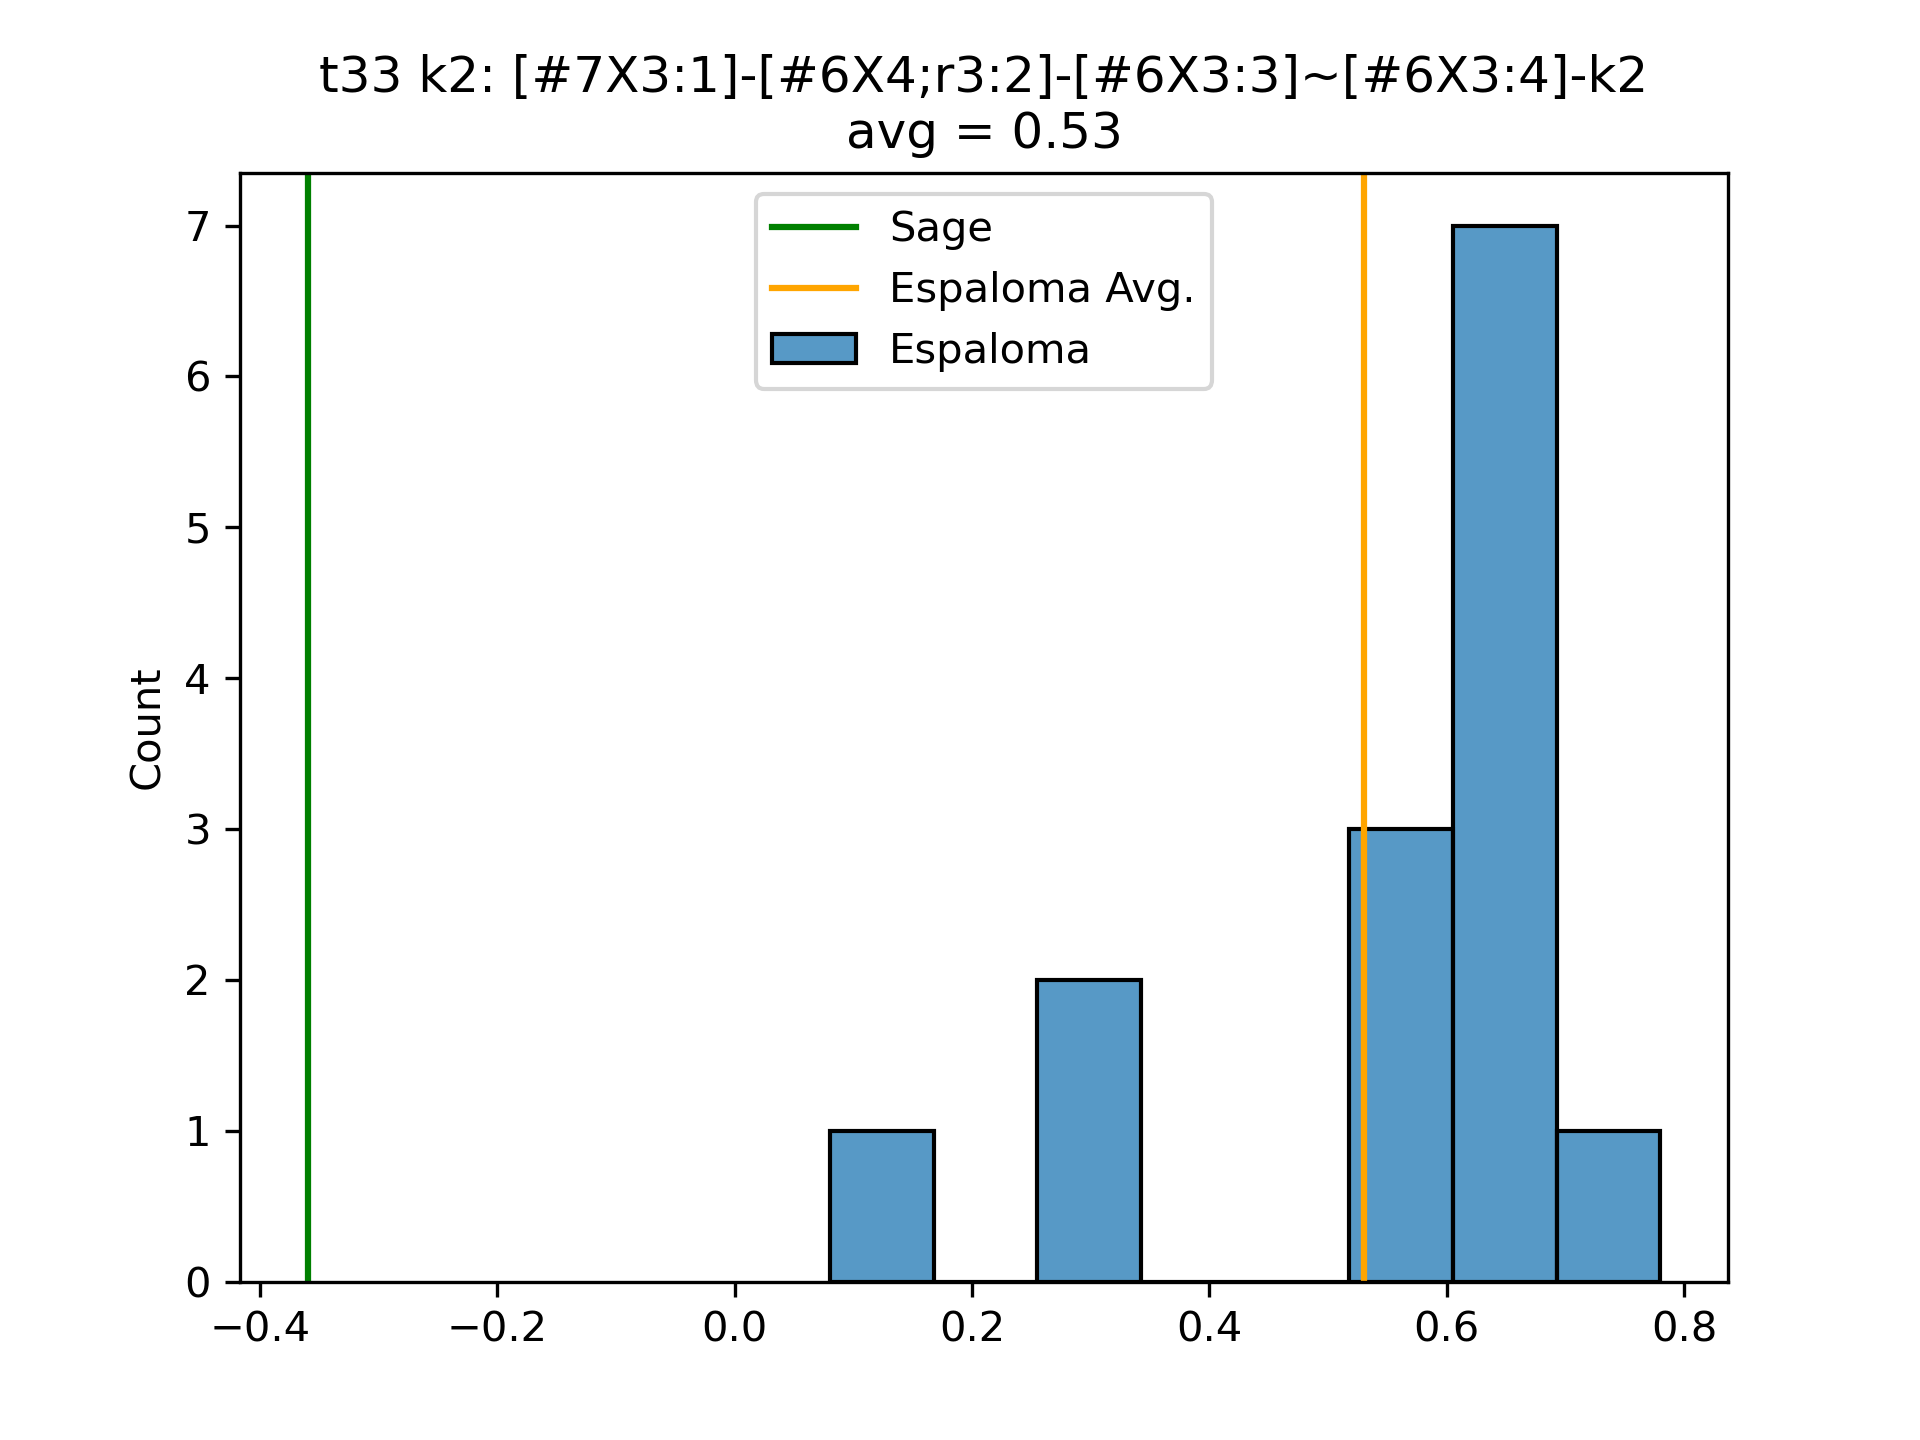 t33 k2: [#7X3:1]-[#6X4;r3:2]-[#6X3:3]~[#6X3:4]-k2
avg = 0.53
Sage
Espaloma Avg.
Espaloma
Count
7
6
5
4
3
2
1
0
−0.4 −0.2 0.0 0.2 0.4 0.6 0.8